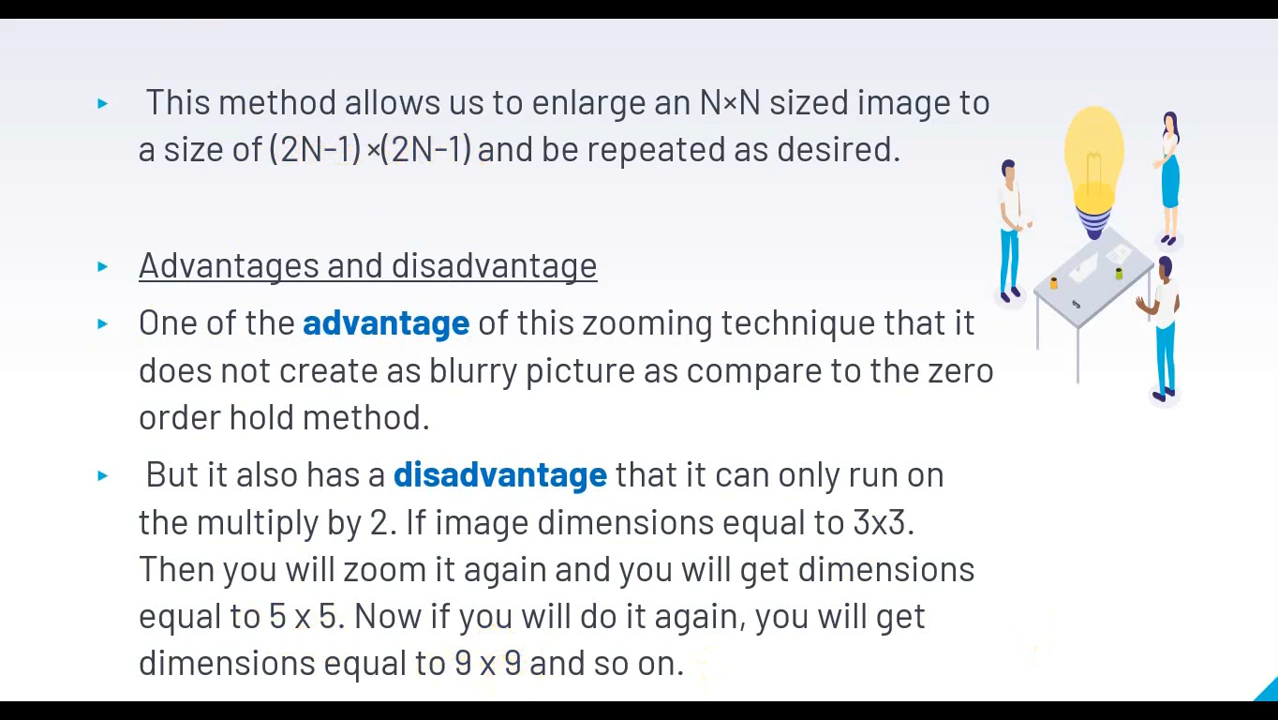 This method allows us to enlarge an N×N sized image to
a size of (2N-1) ×(2N-1) and be repeated as desired.
Advantages and disadvantage
One of the advantage of this zooming technique that it
does not create as blurry picture as compare to the zero
order hold method.
But it also has a disadvantage that it can only run on
the multiply by 2. If image dimensions equal to 3x3.
Then you will zoom it again and you will get dimensions
equal to 5 x 5. Now if you will do it again, you will get
dimensions equal to 9 x 9 and so on.